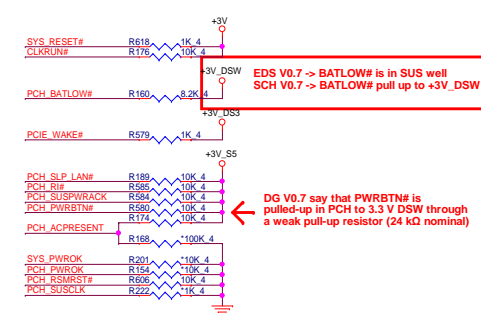 +3V
SYS_RESET# R618 1K_4
CLKRUN# R176 10K_4
+3V_DSW
EDS V0.7 -> BATLOW# is in SUS well
SCH V0.7 -> BATLOW# pull up to +3V_DSW
PCH_BATLOW# R160 8.2K_4
+3V_DS3
PCIE_WAKE# R579 1K_4
+3V_S5
PCH_SLP_LAN# R189 10K_4
PCH_RI# R585 10K_4
PCH_SUSPWRACK R584 10K_4
PCH_PWRBTN# R580 *10K_4
R174 10K_4
DG V0.7 say that PWRBTN# is
pulled-up in PCH to 3.3 V DSW through
a weak pull-up resistor (24 kΩ nominal)
PCH_ACPRESENT
R168 *100K_4
SYS_PWROK R201 *10K_4
PCH_PWROK R154 *10K_4
PCH_RSMRST# R606 10K_4
PCH_SUSCLK R222 *1K_4